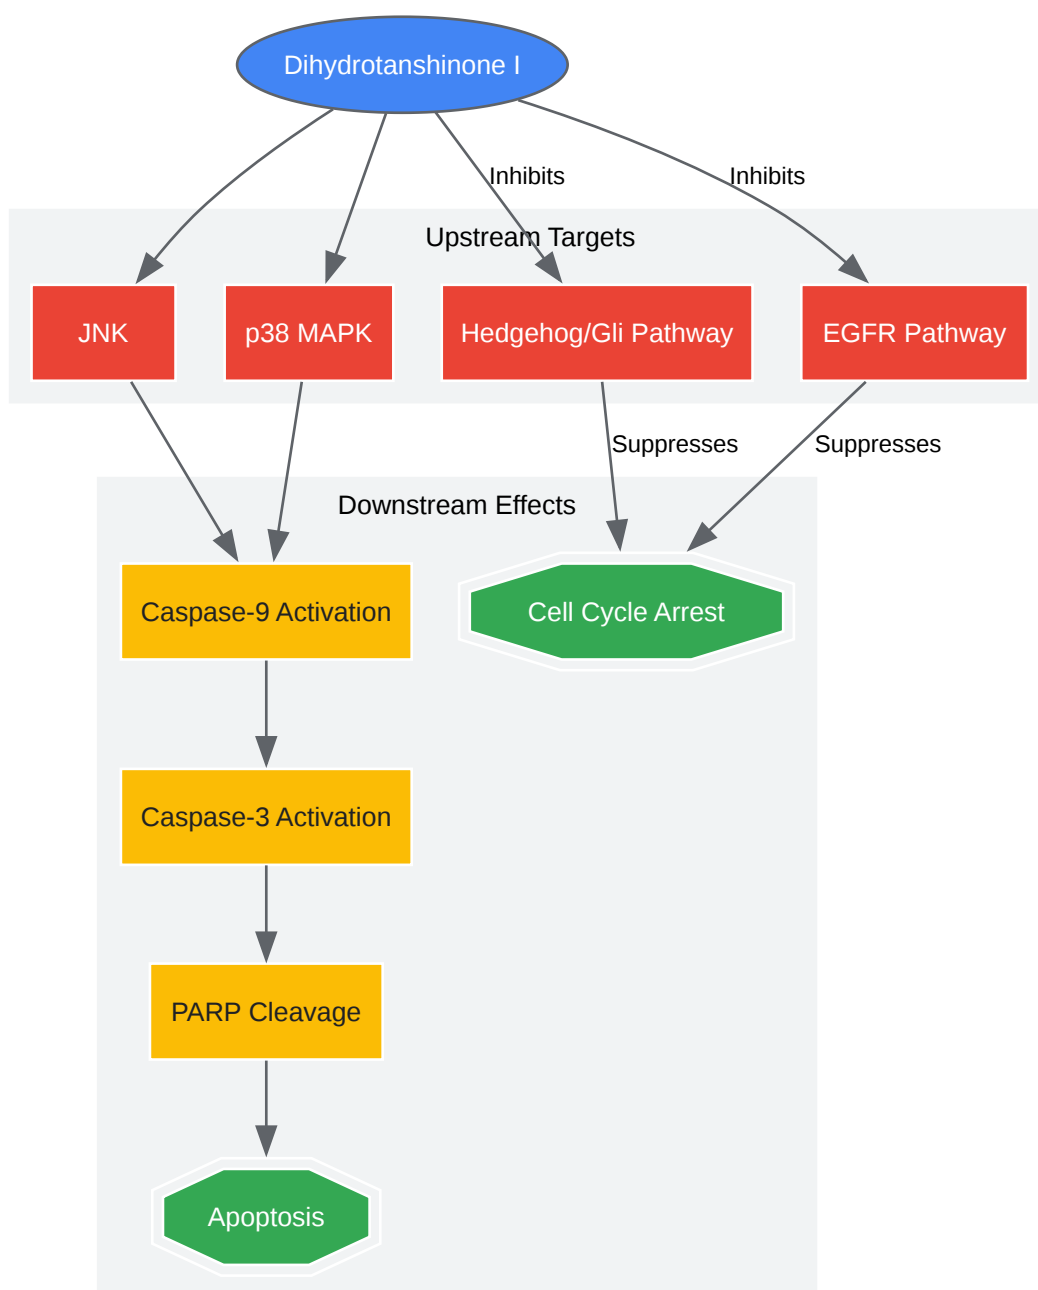 Dihydrotanshinone I
Inhibits
Inhibits
Upstream Targets
JNK
p38 MAPK
Hedgehog/Gli Pathway
EGFR Pathway
Suppresses
Suppresses
Downstream Effects
Caspase-9 Activation
Cell Cycle Arrest
Caspase-3 Activation
PARP Cleavage
Apoptosis